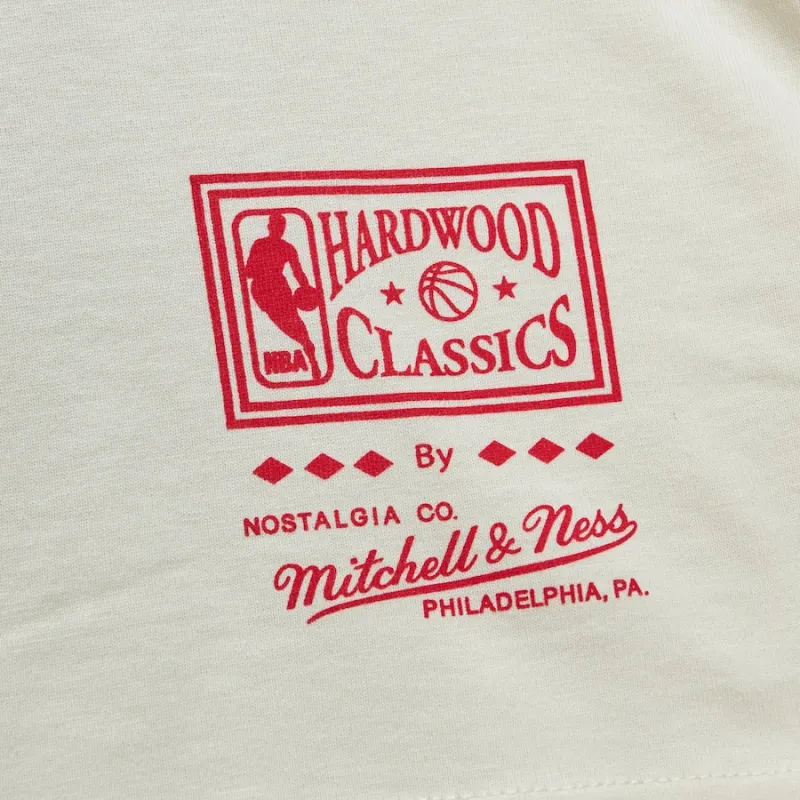 HARDWOOD
CLASSICS
NBA
By
NOSTALGIA CO.
Mitchell & Ness
PHILADELPHIA, PA.